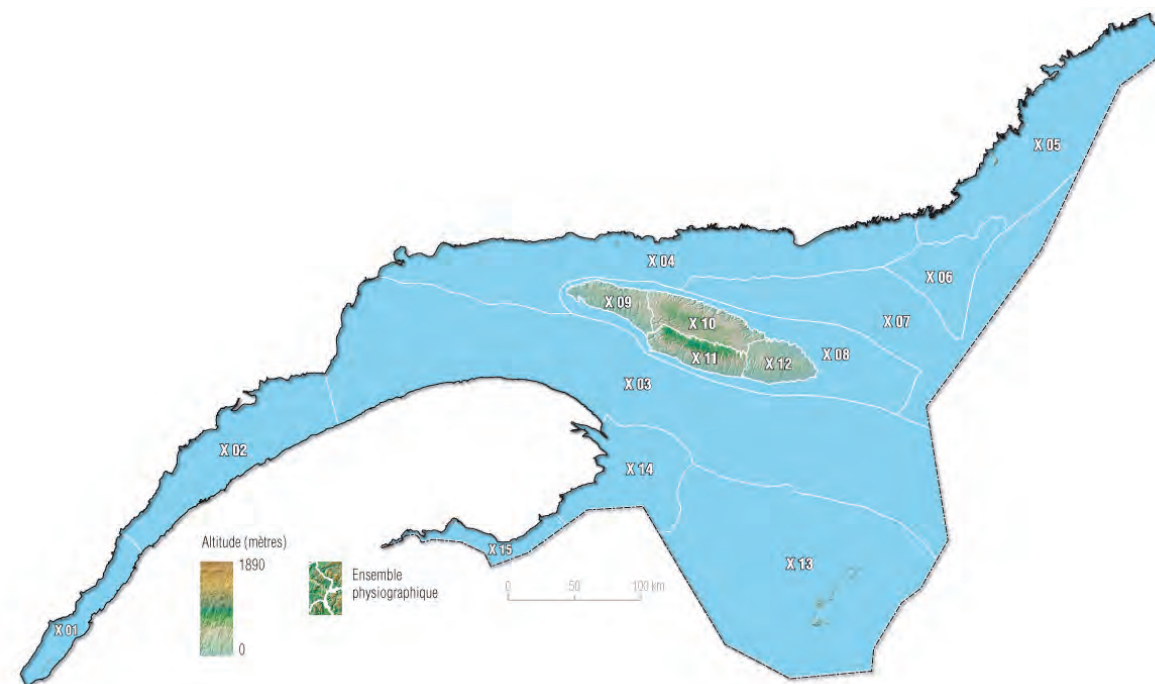 X 05
X 04
X 06
X 09
X 10
X 07
X 11
X 12
X 08
X 03
X 02
X 14
X 15
X 13
X 01
Altitude (mètres)
1890
0
Ensemble
physiographique
0 50 100 km